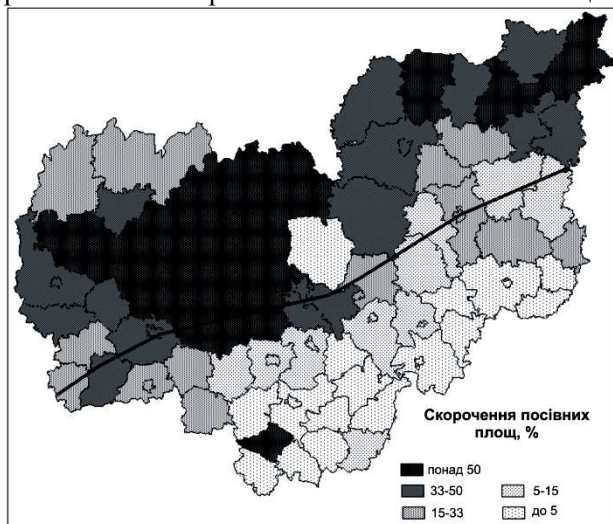 Скорочення посівних
площ, %
понад 50
33-50
15-33
5-15
до 5